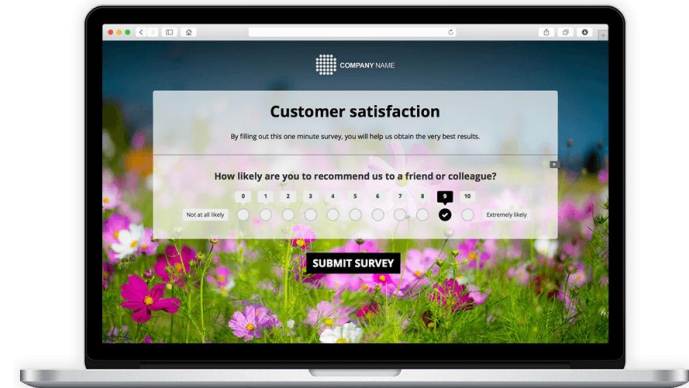 COMPANY NAME
Customer satisfaction
By filling out this one minute survey, you will help us obtain the very best results.
How likely are you to recommend us to a friend or colleague?
0 1 2 3 4 5 6 7 8 9 10
Not at all likely Extremely likely
SUBMIT SURVEY